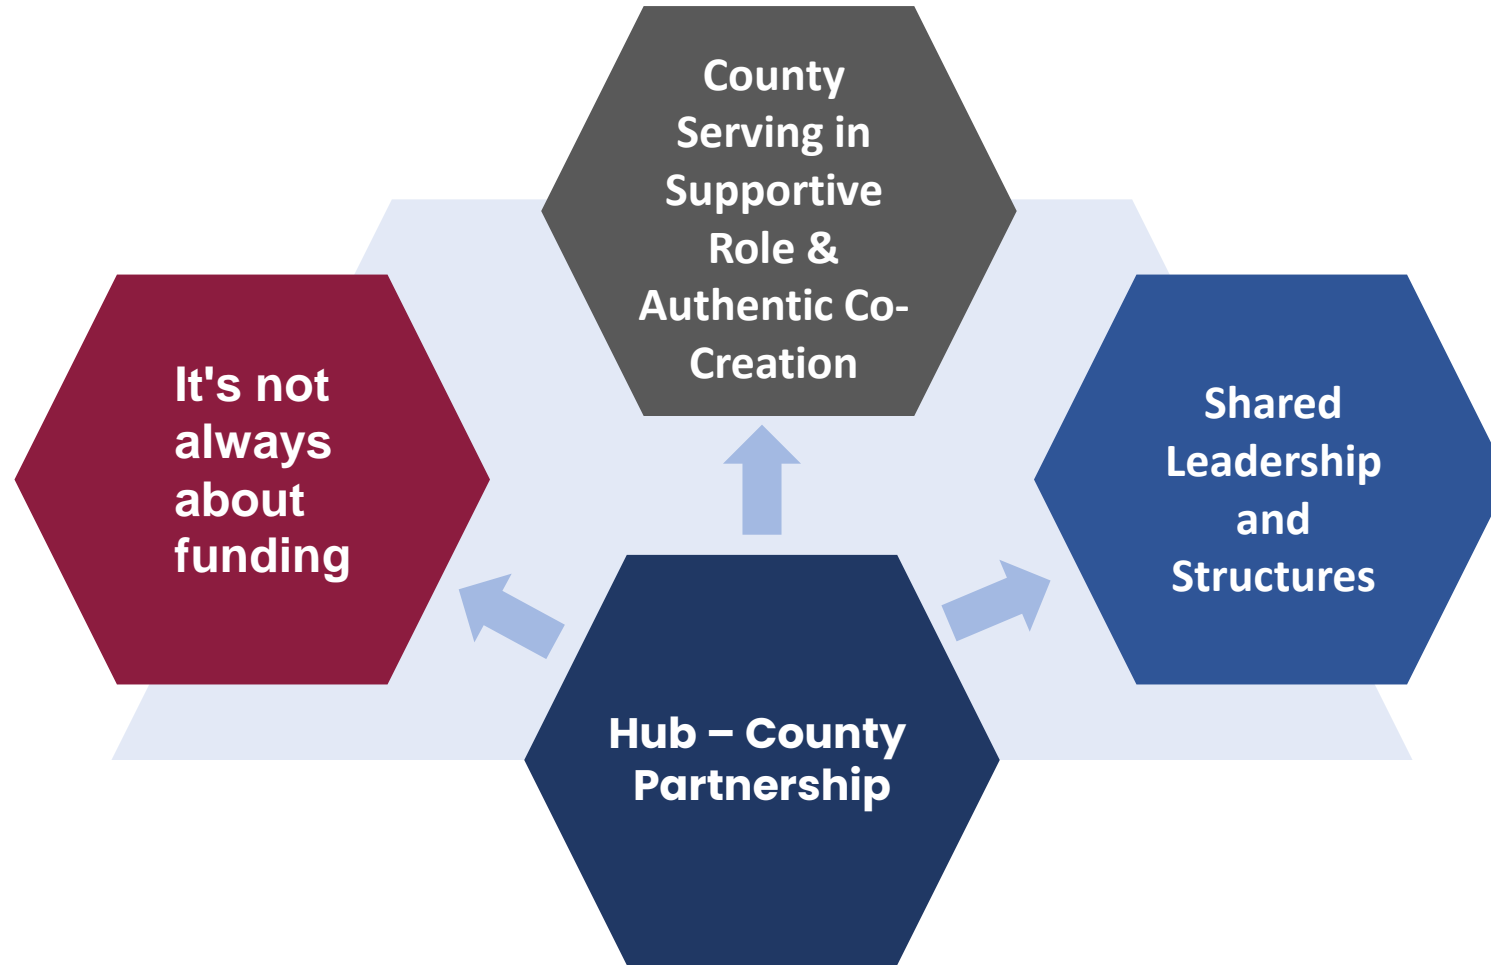 County
Serving in
Supportive
Role &
Authentic Co-
Creation
It's not
always
about
funding
Shared
Leadership
and
Structures
Hub – County
Partnership